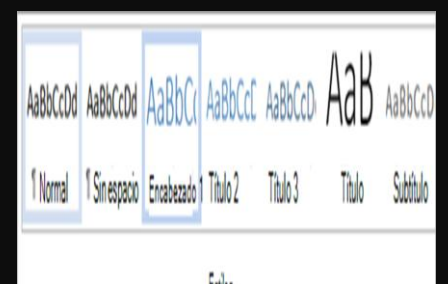 AaBbCcDd AaBbCcDd AaBbC( AaBbCcC AaBbCcD AaB AaBbCcD
¶ Normal ¶ Sin espacio Encabezado 1 Título 2 Título 3 Título Subtítulo
Estilos